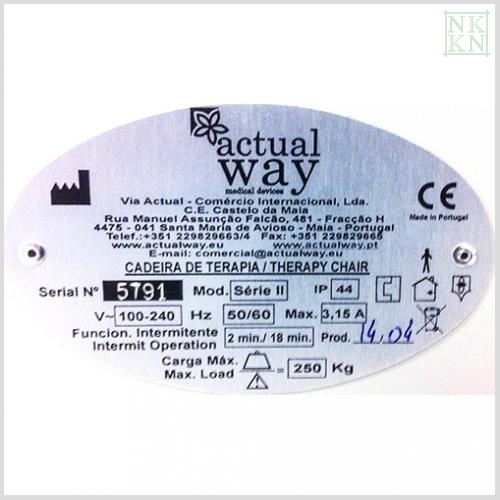 NK
KN
actual
way
medical devices
Via Actual - Comércio Internacional, Lda.
C.E. Castelo da Maia
Rua Manuel Assunção Falcão, 481 - Fracção H
4475 - 041 Santa Maria de Avioso - Maia - Portugal
Telef.:+351 229829663/4 Fax: +351 229829665
www.actualway.eu www.actualway.pt
E-mail: comercial@actualway.eu
CE
Made in Portugal
CADEIRA DE TERAPIA / THERAPY CHAIR
Serial Nº 5791 Mod. Série II IP 44
V~ 100-240 Hz 50/60 Max. 3,15 A
Funcion. Intermitente
Intermit Operation 2 min./ 18 min. Prod. 14.04
Carga Máx.
Max. Load = 250 Kg